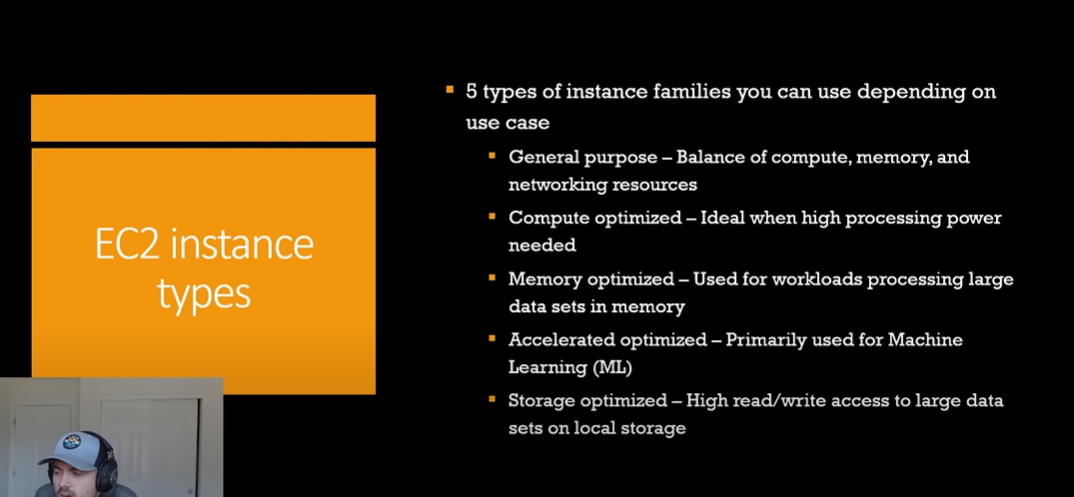 EC2 instance
types
5 types of instance families you can use depending on
use case
General purpose – Balance of compute, memory, and
networking resources
Compute optimized – Ideal when high processing power
needed
Memory optimized – Used for workloads processing large
data sets in memory
Accelerated optimized – Primarily used for Machine
Learning (ML)
Storage optimized – High read/write access to large data
sets on local storage